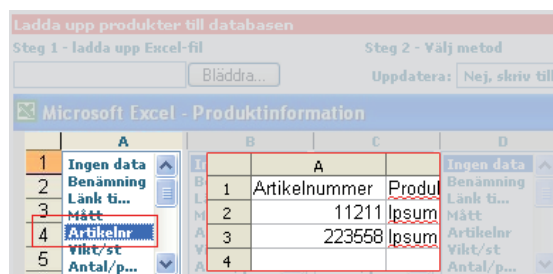 Ladda upp produkter till databasen
Steg 1 - ladda upp Excel-fil
Steg 2 - Välj metod
Bläddra...
Uppdatera: Nej, skriv till
Microsoft Excel - Produktinformation
A B C D
1 Ingen data
2 Benämning
Länk ti...
3 Mått
4 Artikelnr
Vikt/st
5 Antal/p...
A
1 Artikelnummer Produl
2 11211 Ipsum
3 223558 Ipsum
4
Ingen data
Benämning
Länk ti...
Mått
Artikelnr
Vikt/st
Antal/p...